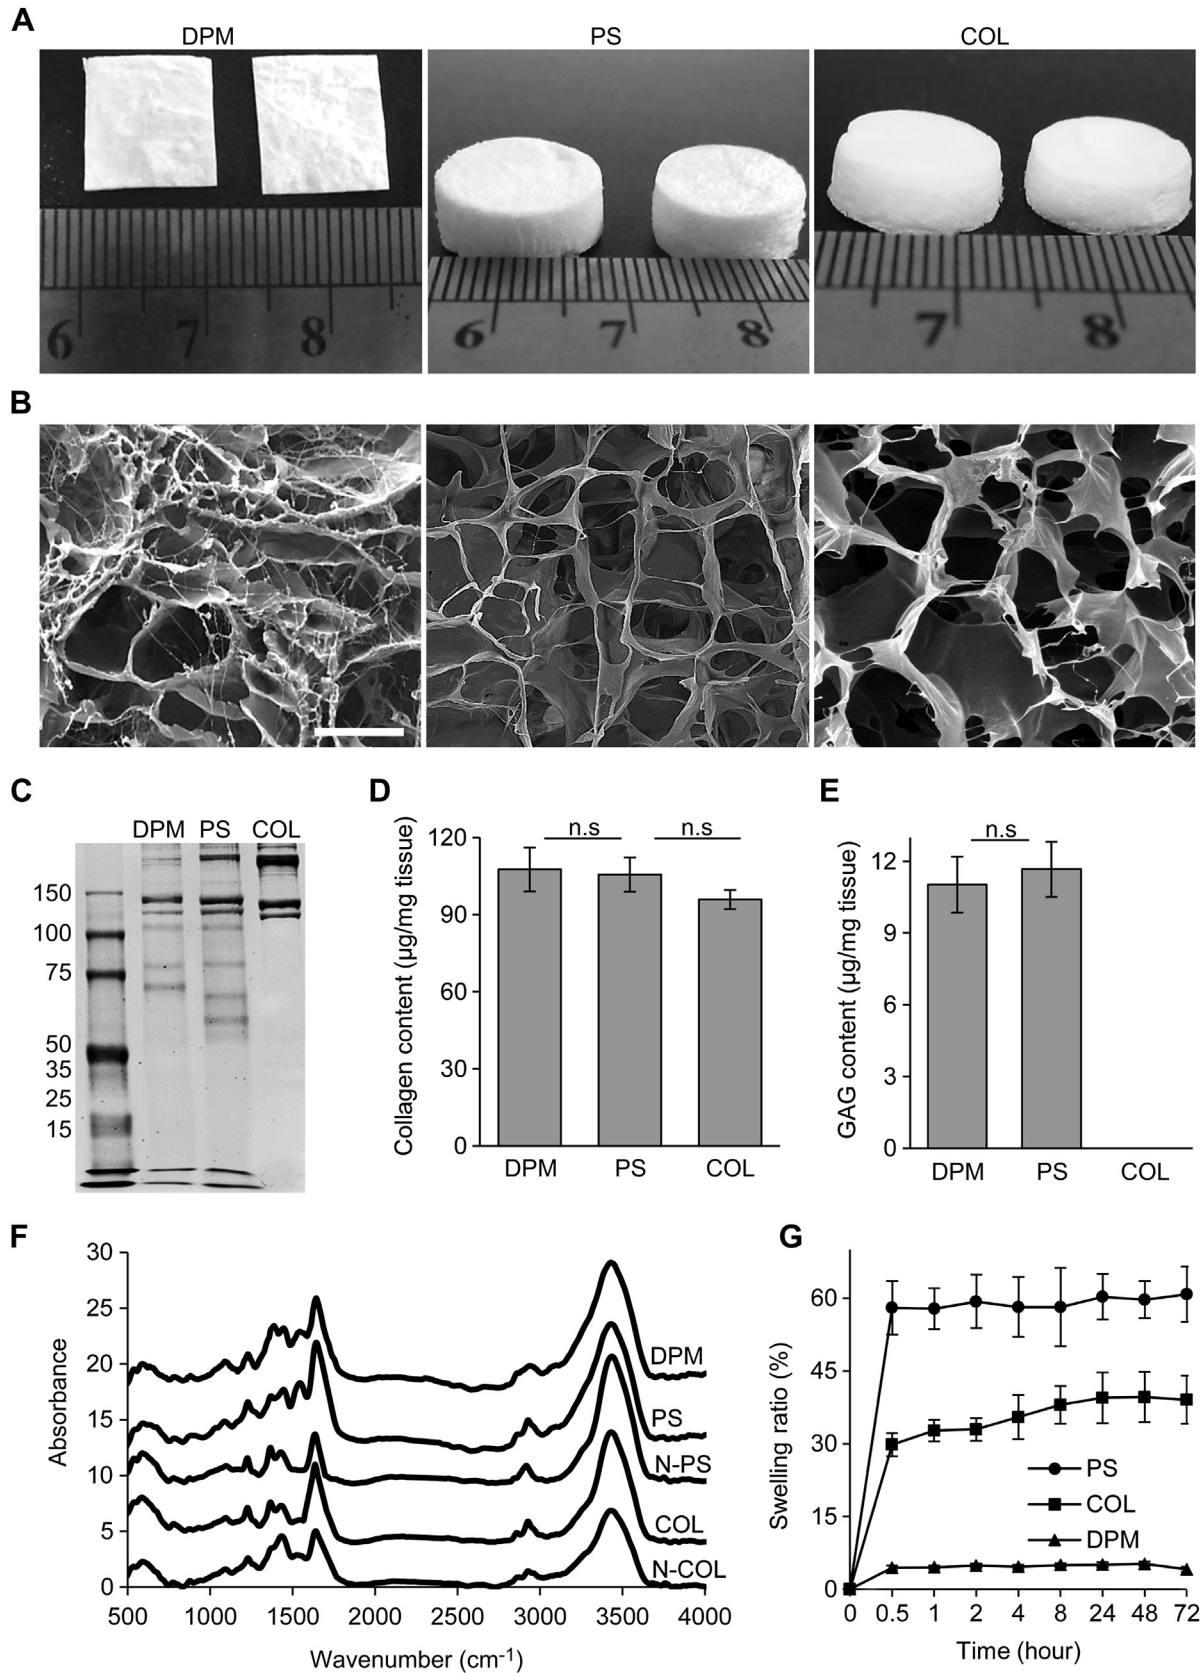 A
DPM
PS
COL
6 7 8
6 7 8
7 8
B
C
DPM PS COL
150
100
75
50
35
25
15
D
Collagen content (µg/mg tissue)
120
90
60
30
0
n.s
n.s
DPM PS COL
E
GAG content (µg/mg tissue)
12
9
6
3
0
n.s
DPM PS COL
F
Absorbance
30
25
20
15
10
5
0
DPM
PS
N-PS
COL
N-COL
500 1000 1500 2000 2500 3000 3500 4000
Wavenumber (cm-1)
G
Swelling ratio (%)
60
45
30
15
0
PS
COL
DPM
0 0.5 1 2 4 8 24 48 72
Time (hour)